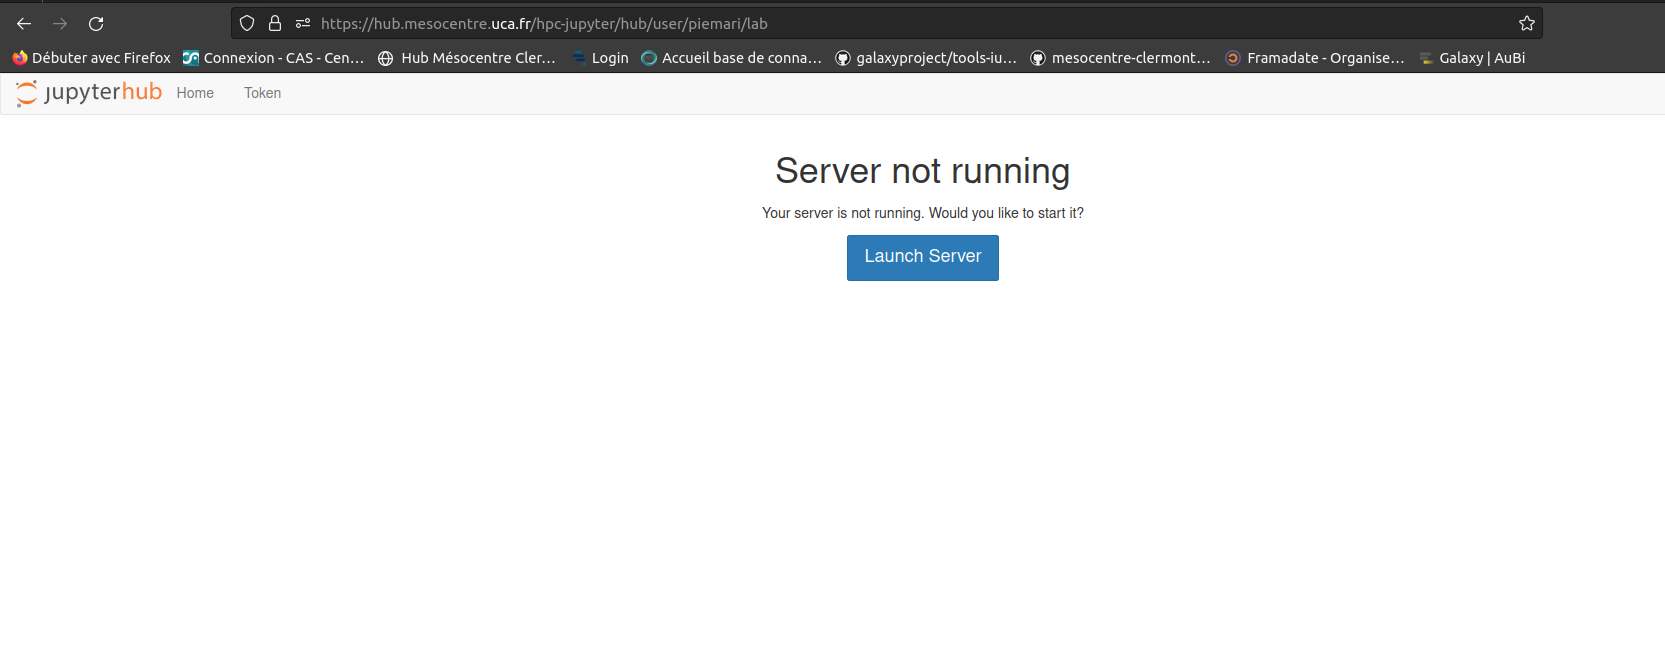 https://hub.mesocentre.uca.fr/hpc-jupyter/hub/user/piemari/lab
Débuter avec Firefox Connexion - CAS - Cen... Hub Mésocentre Cler... Login Accueil base de conna... galaxyproject/tools-iu... mesocentre-clermont... Framadate - Organise... Galaxy | AuBi
jupyterhub Home Token
Server not running
Your server is not running. Would you like to start it?
Launch Server